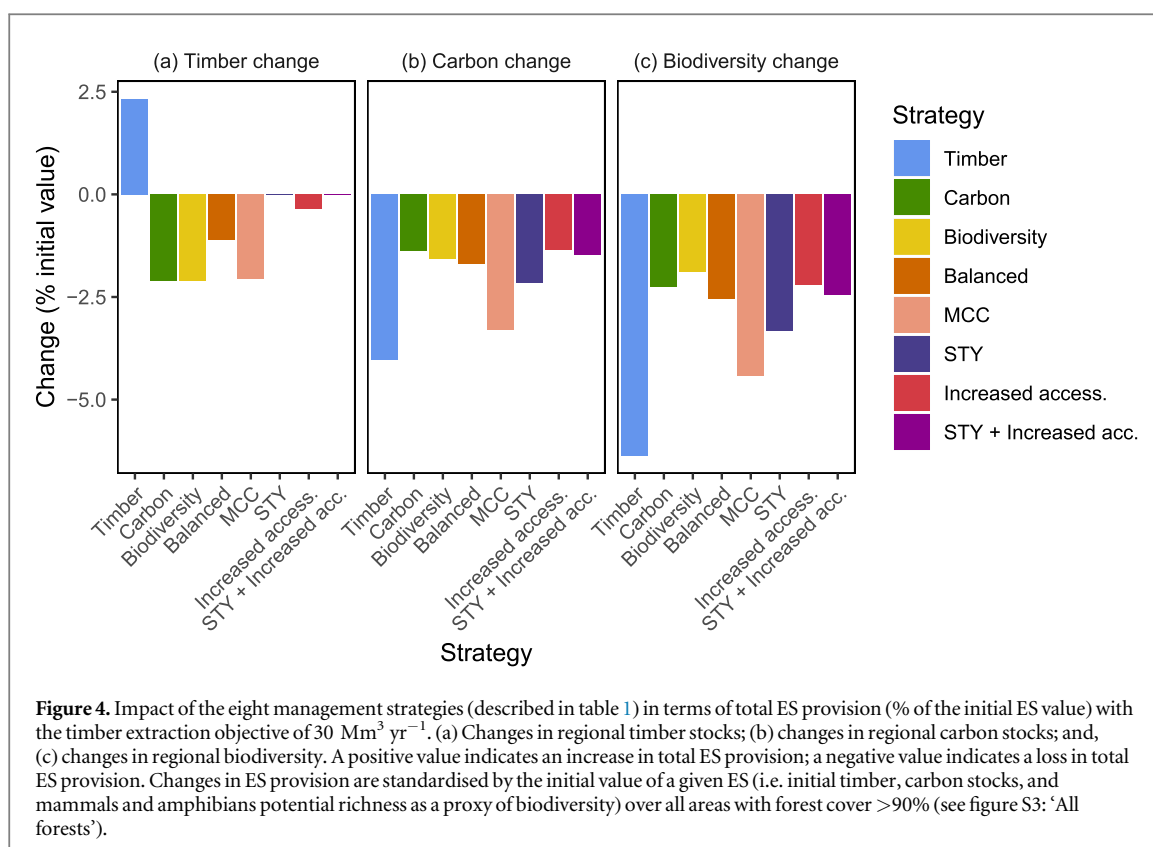 (a) Timber change
(b) Carbon change
(c) Biodiversity change
Change (% initial value)
2.5
0.0
−2.5
−5.0
Timber
Carbon
Biodiversity
Balanced
MCC
STY
Increased access.
STY + Increased acc.
Timber
Carbon
Biodiversity
Balanced
MCC
STY
Increased access.
STY + Increased acc.
Timber
Carbon
Biodiversity
Balanced
MCC
STY
Increased access.
STY + Increased acc.
Strategy
Strategy
Timber
Carbon
Biodiversity
Balanced
MCC
STY
Increased access.
STY + Increased acc.
Figure 4. Impact of the eight management strategies (described in table 1) in terms of total ES provision (% of the initial ES value) with
the timber extraction objective of 30 Mm³ yr⁻¹. (a) Changes in regional timber stocks; (b) changes in regional carbon stocks; and,
(c) changes in regional biodiversity. A positive value indicates an increase in total ES provision; a negative value indicates a loss in total
ES provision. Changes in ES provision are standardised by the initial value of a given ES (i.e. initial timber, carbon stocks, and
mammals and amphibians potential richness as a proxy of biodiversity) over all areas with forest cover >90% (see figure S3: ‘All
forests’).